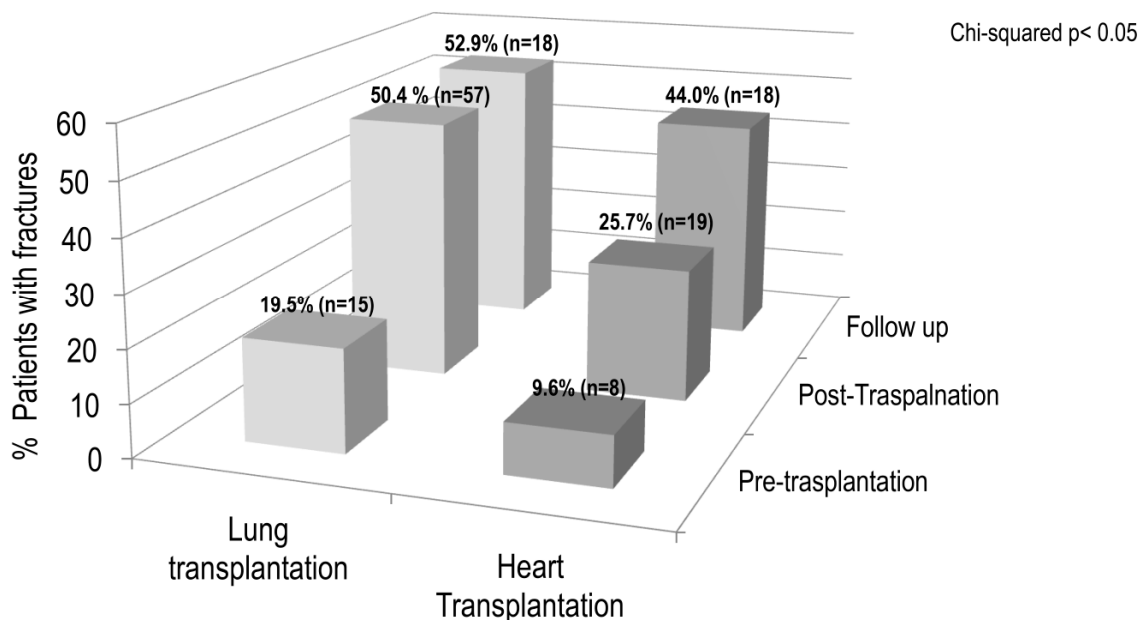 Chi-squared p< 0.05
52.9% (n=18)
50.4 % (n=57)
44.0% (n=18)
25.7% (n=19)
19.5% (n=15)
9.6% (n=8)
% Patients with fractures
60
50
40
30
20
10
0
Follow up
Post-Traspalnation
Pre-trasplantation
Lung
transplantation
Heart
Transplantation